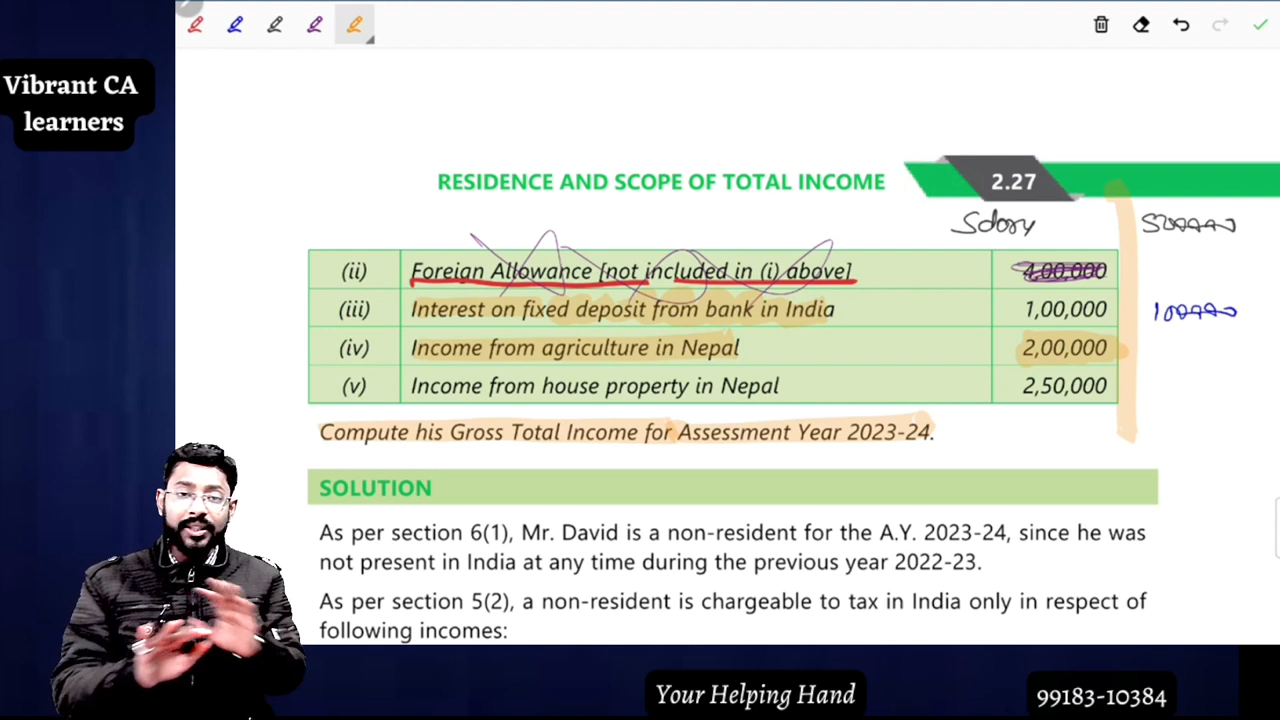 Vibrant CA
learners
RESIDENCE AND SCOPE OF TOTAL INCOME 2.27
Salary
(ii) Foreign Allowance [not included in (i) above] 4,00,000
(iii) Interest on fixed deposit from bank in India 1,00,000
(iv) Income from agriculture in Nepal 2,00,000
(v) Income from house property in Nepal 2,50,000
Compute his Gross Total Income for Assessment Year 2023-24.
SOLUTION
As per section 6(1), Mr. David is a non-resident for the A.Y. 2023-24, since he was
not present in India at any time during the previous year 2022-23.
As per section 5(2), a non-resident is chargeable to tax in India only in respect of
following incomes:
Your Helping Hand
99183-10384